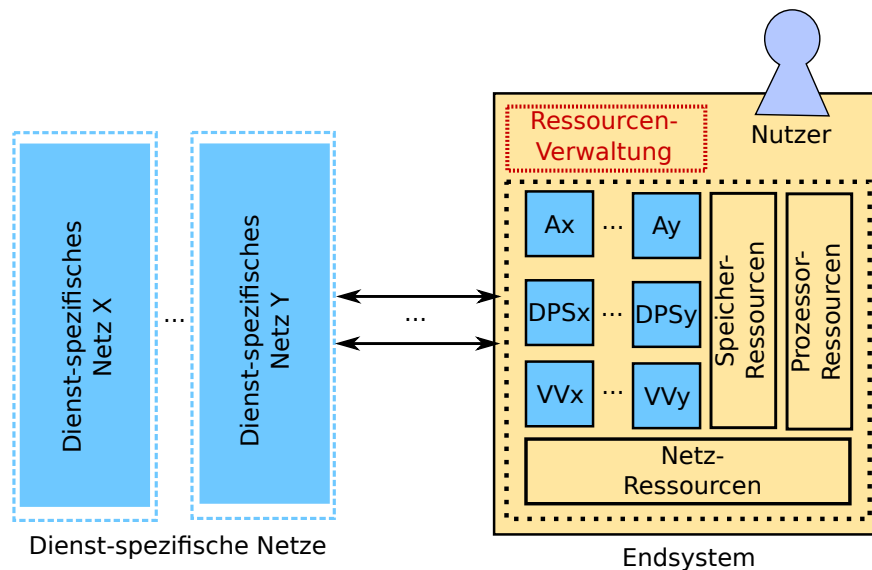 Nutzer
Ressourcen-
Verwaltung
Dienst-spezifisches
Netz X
...
Dienst-spezifisches
Netz Y
...
Ax ... Ay
DPSx ... DPSy
VVx ... VVy
Speicher-
Ressourcen
Prozessor-
Ressourcen
Netz-
Ressourcen
Dienst-spezifische Netze
Endsystem